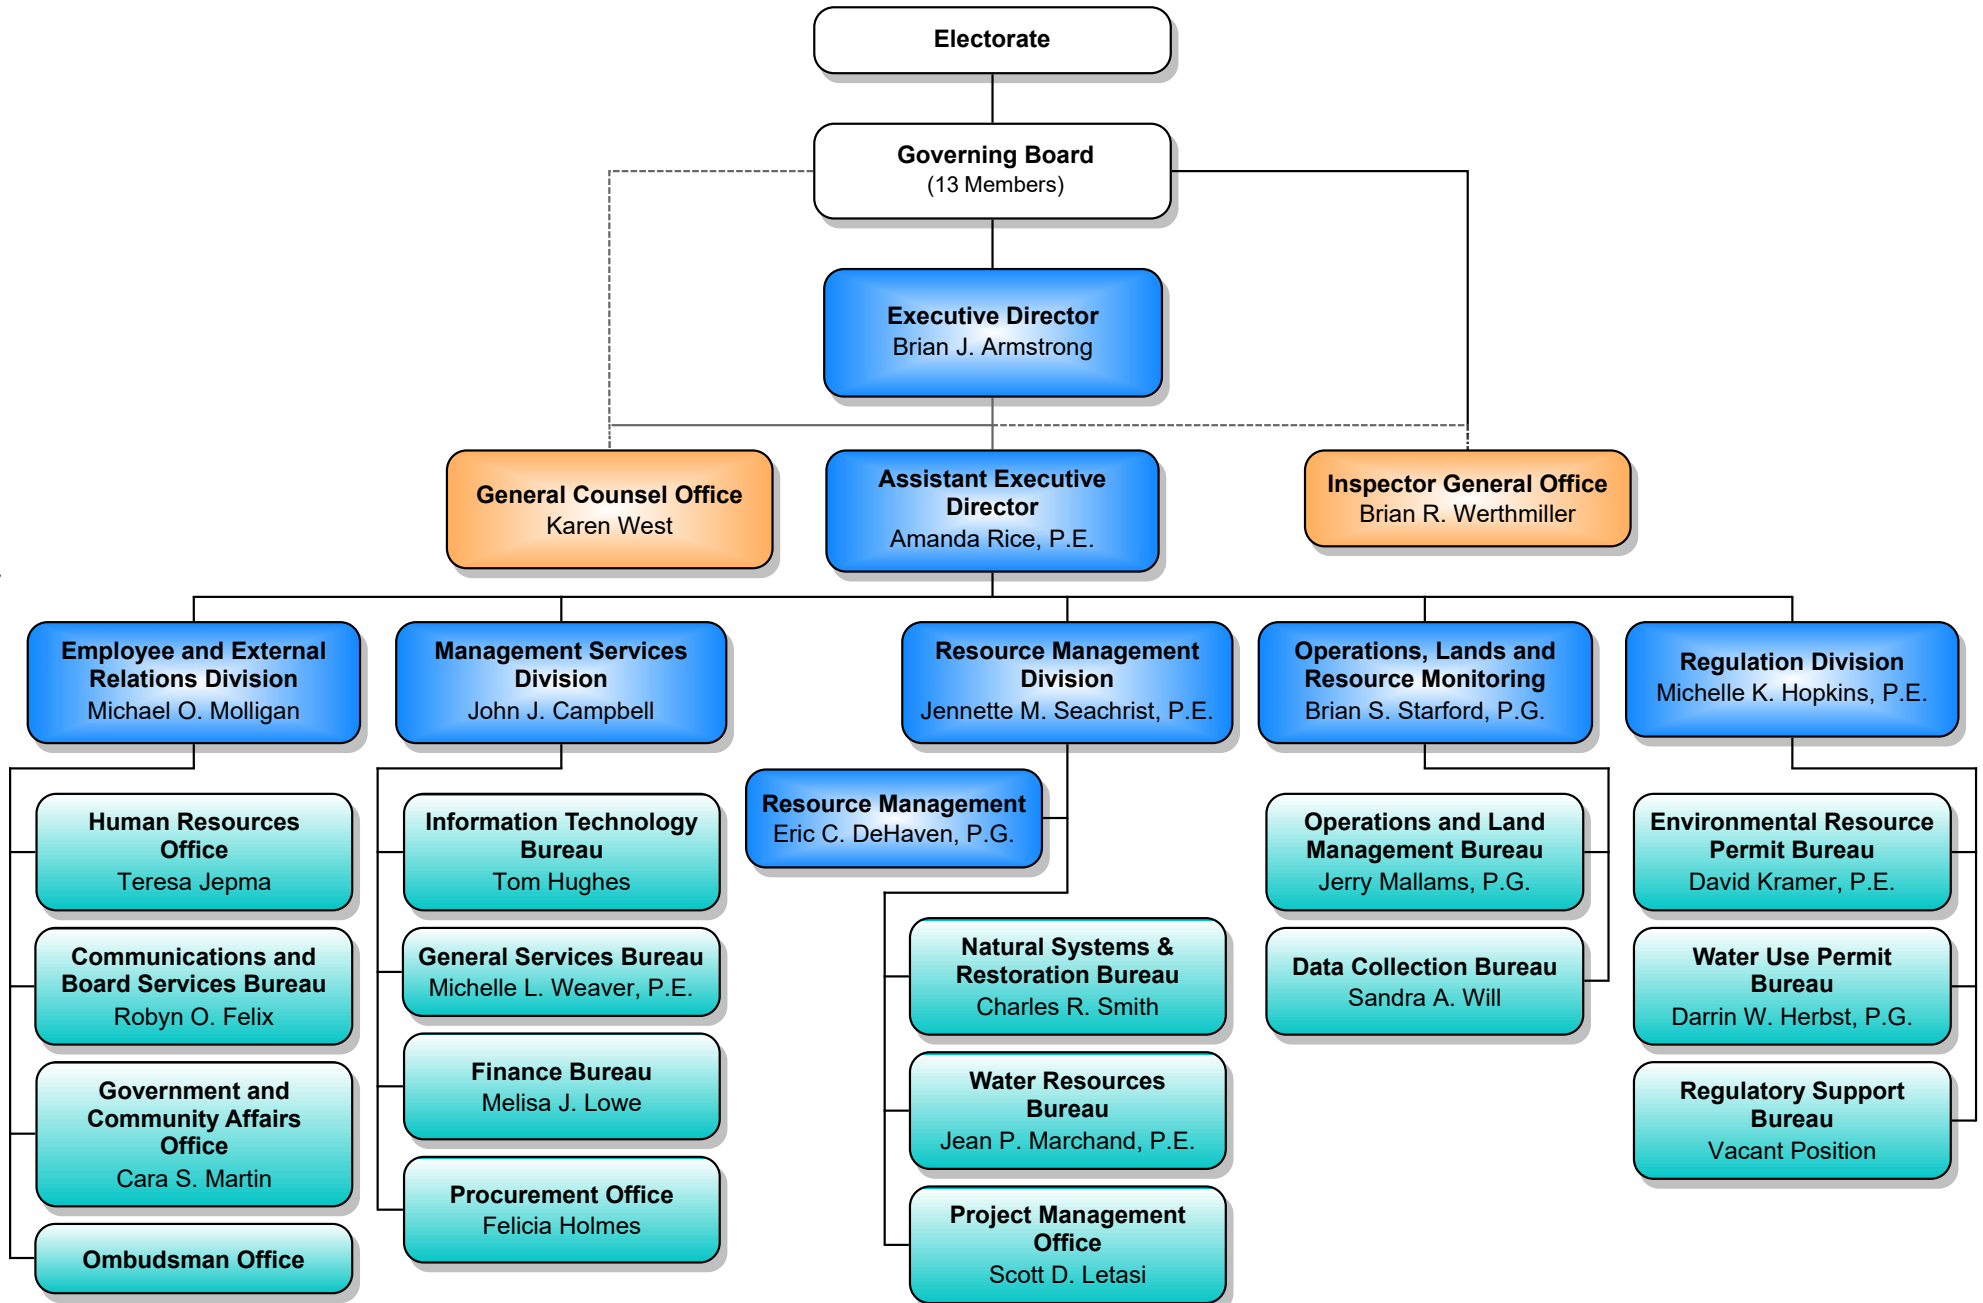 Electorate
Governing Board
(13 Members)
Executive Director
Brian J. Armstrong
General Counsel Office
Karen West
Assistant Executive
Director
Amanda Rice, P.E.
Inspector General Office
Brian R. Werthmiller
Employee and External
Relations Division
Michael O. Molligan
Management Services
Division
John J. Campbell
Resource Management
Division
Jennette M. Seachrist, P.E.
Operations, Lands and
Resource Monitoring
Brian S. Starford, P.G.
Regulation Division
Michelle K. Hopkins, P.E.
Human Resources
Office
Teresa Jepma
Communications and
Board Services Bureau
Robyn O. Felix
Government and
Community Affairs
Office
Cara S. Martin
Ombudsman Office
Information Technology
Bureau
Tom Hughes
General Services Bureau
Michelle L. Weaver, P.E.
Finance Bureau
Melisa J. Lowe
Procurement Office
Felicia Holmes
Resource Management
Eric C. DeHaven, P.G.
Natural Systems &
Restoration Bureau
Charles R. Smith
Water Resources
Bureau
Jean P. Marchand, P.E.
Project Management
Office
Scott D. Letasi
Operations and Land
Management Bureau
Jerry Mallams, P.G.
Data Collection Bureau
Sandra A. Will
Environmental Resource
Permit Bureau
David Kramer, P.E.
Water Use Permit
Bureau
Darrin W. Herbst, P.G.
Regulatory Support
Bureau
Vacant Position